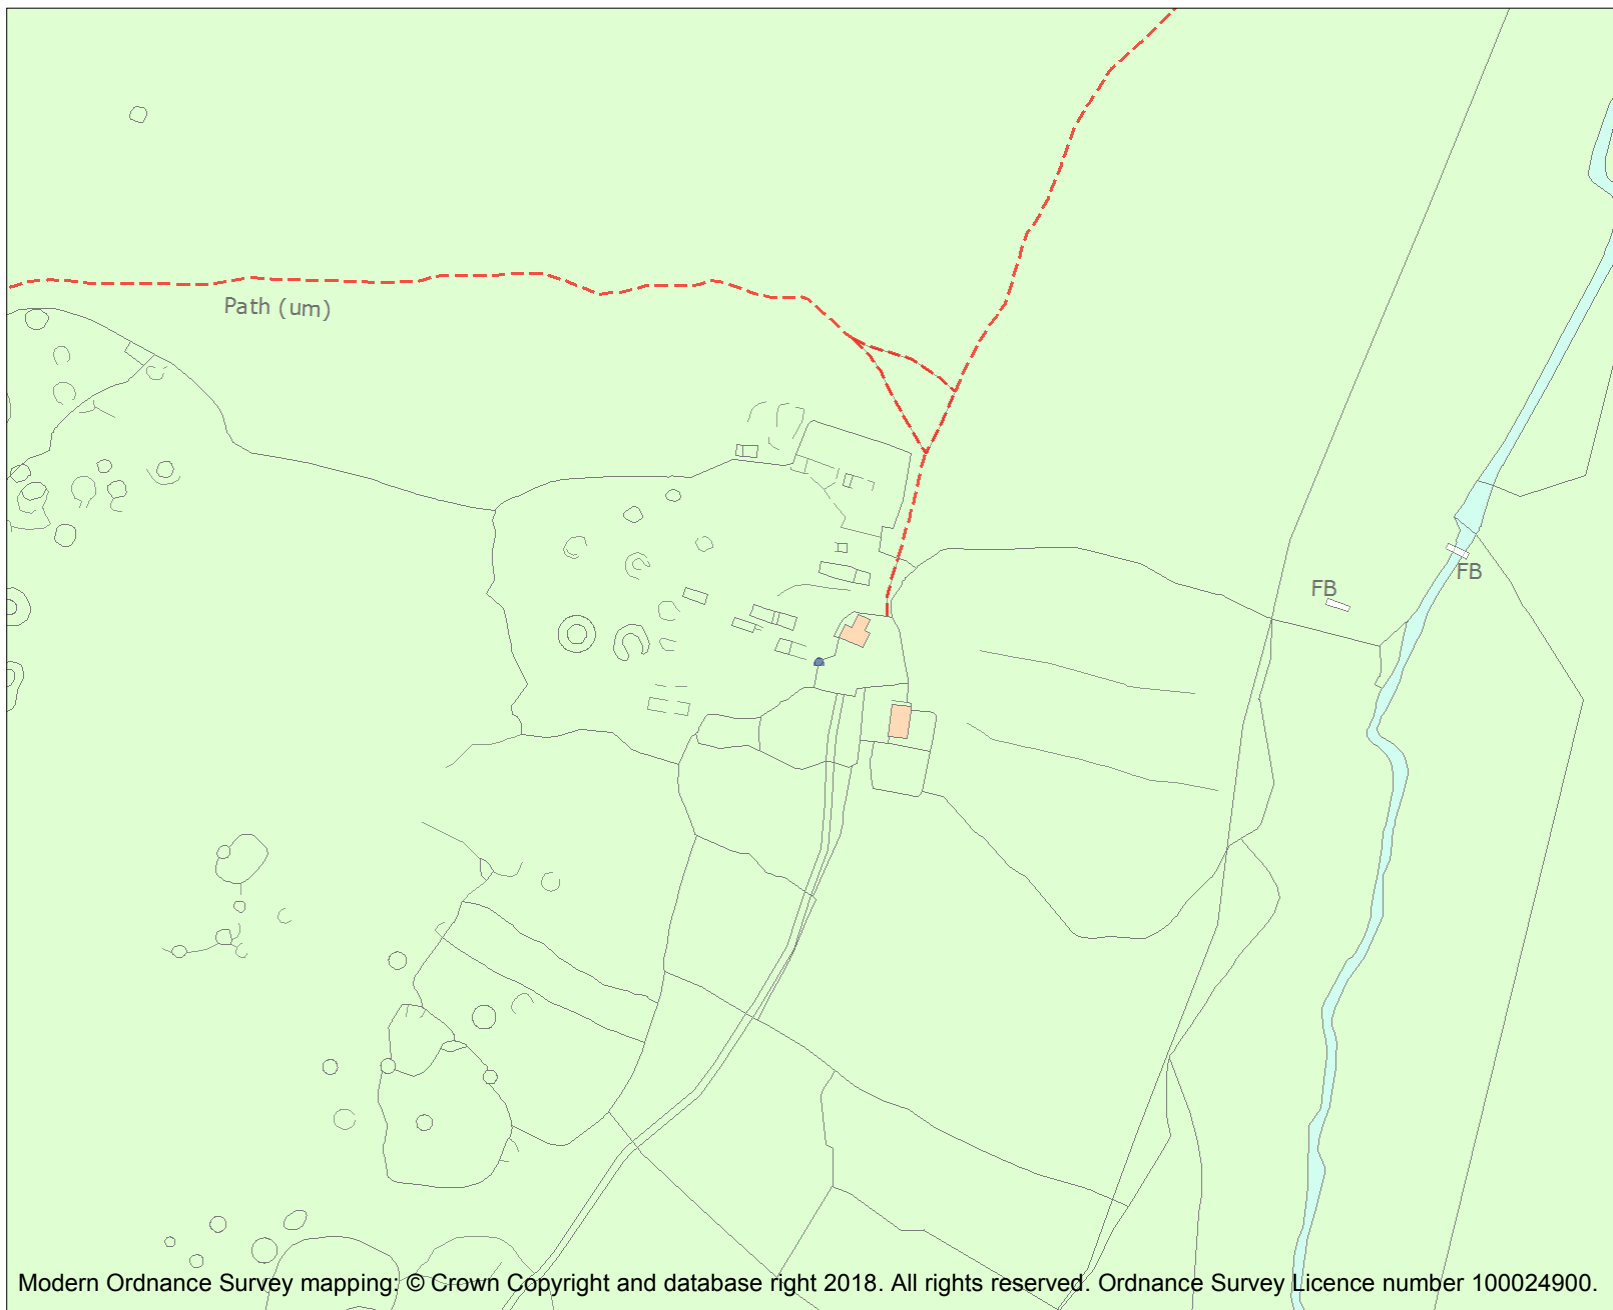 Path (um)
FB
FB
Modern Ordnance Survey mapping: © Crown Copyright and database right 2018. All rights reserved. Ordnance Survey Licence number 100024900.